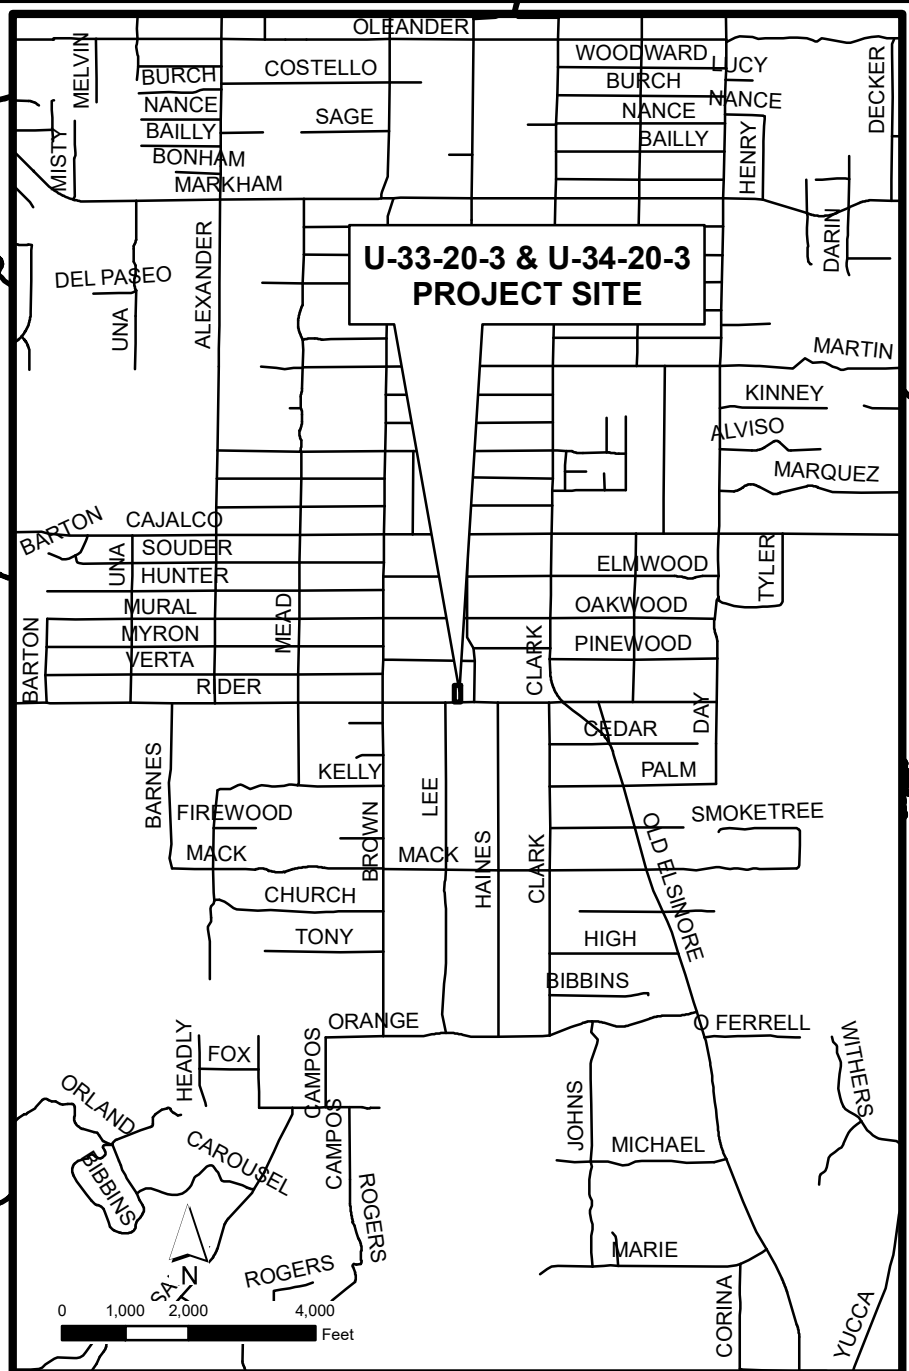 OLEANDER
MELVIN
BURCH
COSTELLO
WOODWARD
LUCY
BURCH
NANCE
NANCE
NANCE
DECKER
SAGE
BAILLY
BAILLY
MISTY
BONHAM
HENRY
MARKHAM
ALEXANDER
DARIN
U-33-20-3 & U-34-20-3
PROJECT SITE
DEL PASEO
UNA
MARTIN
KINNEY
ALVISO
MARQUEZ
BARTON
CAJALCO
UNA
SOUDER
ELMWOOD
TYLER
HUNTER
MURAL
MEAD
OAKWOOD
MYRON
CLARK
PINEWOOD
BARTON
VERTA
RIDER
DAY
CEDAR
BARNES
KELLY
PALM
LEE
FIREWOOD
BROWN
SMOKETREE
OLD ELSINORE
MACK
MACK
HAINES
CLARK
CHURCH
TONY
HIGH
BIBBINS
ORANGE
O FERRELL
HEADLY
FOX
CAMPOS
WITHERS
ORLAND
JOHNS
CAROUSEL
CAMPOS
MICHAEL
BIBBINS
ROGERS
MARIE
SA
N
ROGERS
CORINA
YUCCA
0 1,000 2,000 4,000
Feet